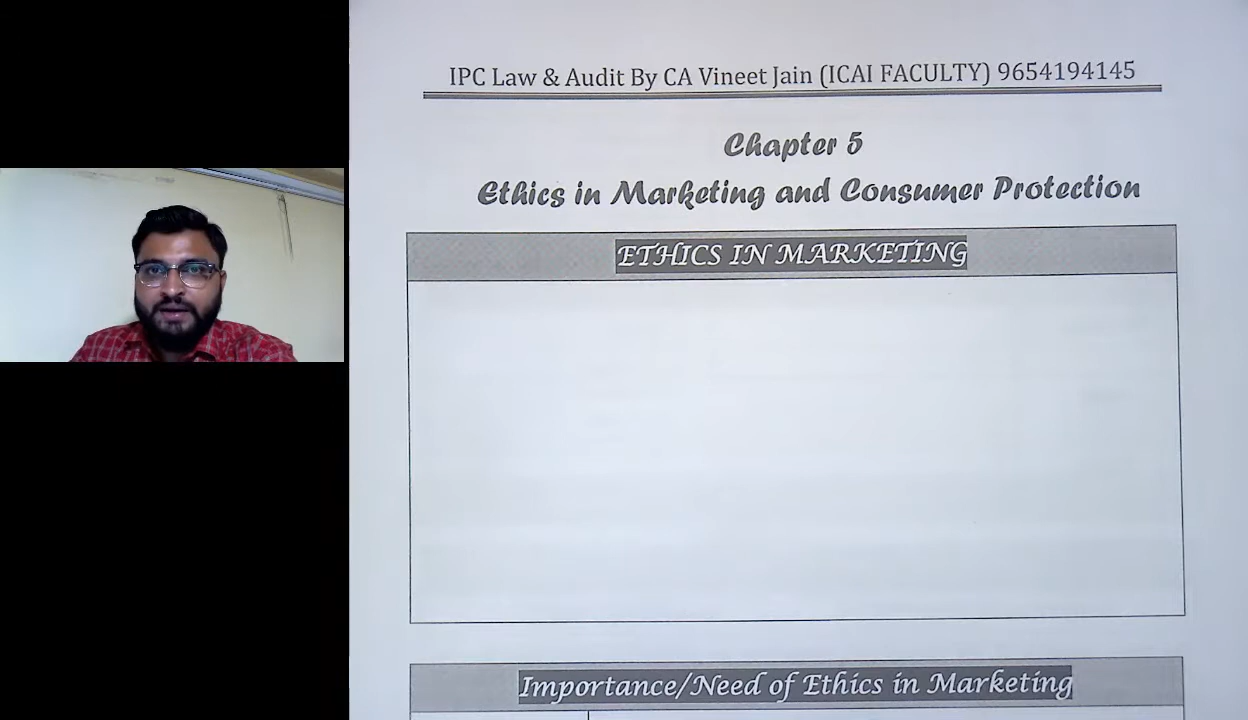 IPC Law & Audit By CA Vineet Jain (ICAI FACULTY) 9654194145
Chapter 5
Ethics in Marketing and Consumer Protection
ETHICS IN MARKETING
Importance/Need of Ethics in Marketing